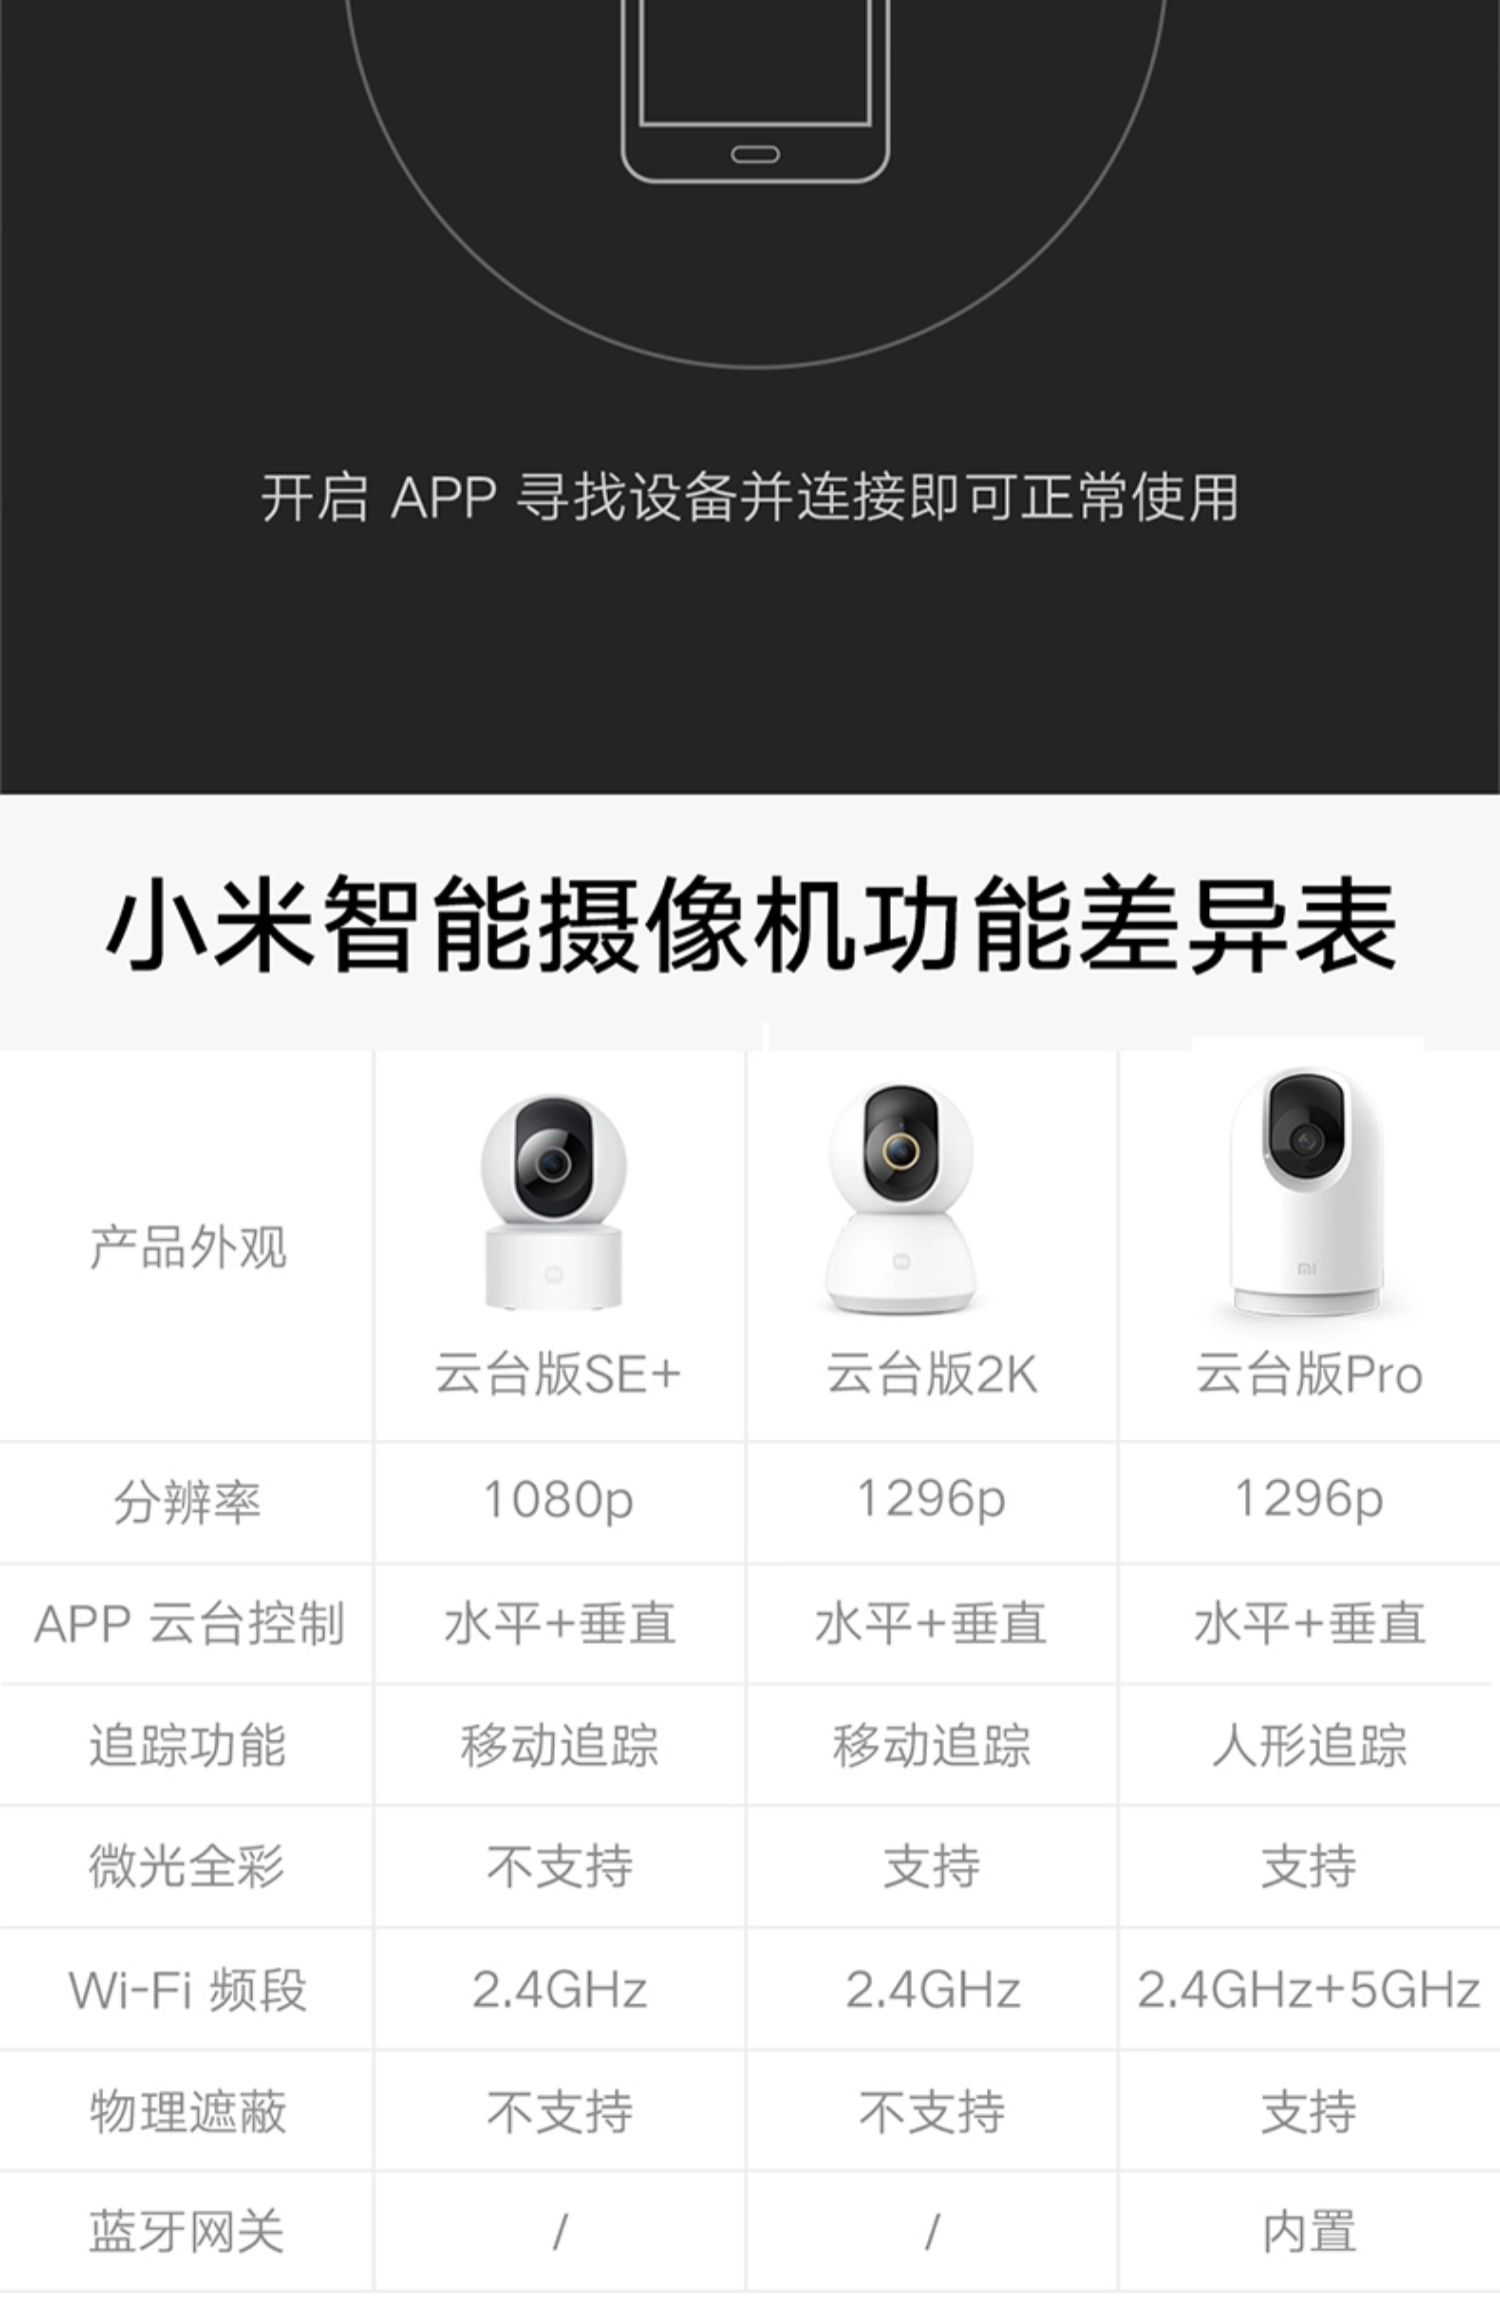 开启 APP 寻找设备并连接即可正常使用
小米智能摄像机功能差异表
产品外观
云台版SE+ 云台版2K 云台版Pro
分辨率 1080p 1296p 1296p
APP 云台控制 水平+垂直 水平+垂直 水平+垂直
追踪功能 移动追踪 移动追踪 人形追踪
微光全彩 不支持 支持 支持
Wi-Fi 频段 2.4GHz 2.4GHz 2.4GHz+5GHz
物理遮蔽 不支持 不支持 支持
蓝牙网关 / / 内置